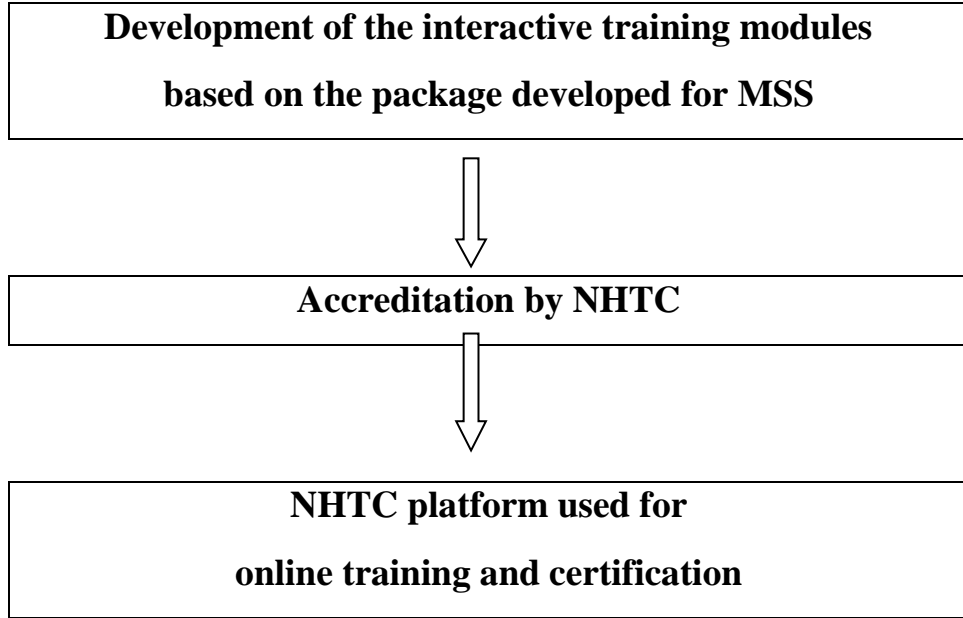 Development of the interactive training modules
based on the package developed for MSS
Accreditation by NHTC
NHTC platform used for
online training and certification